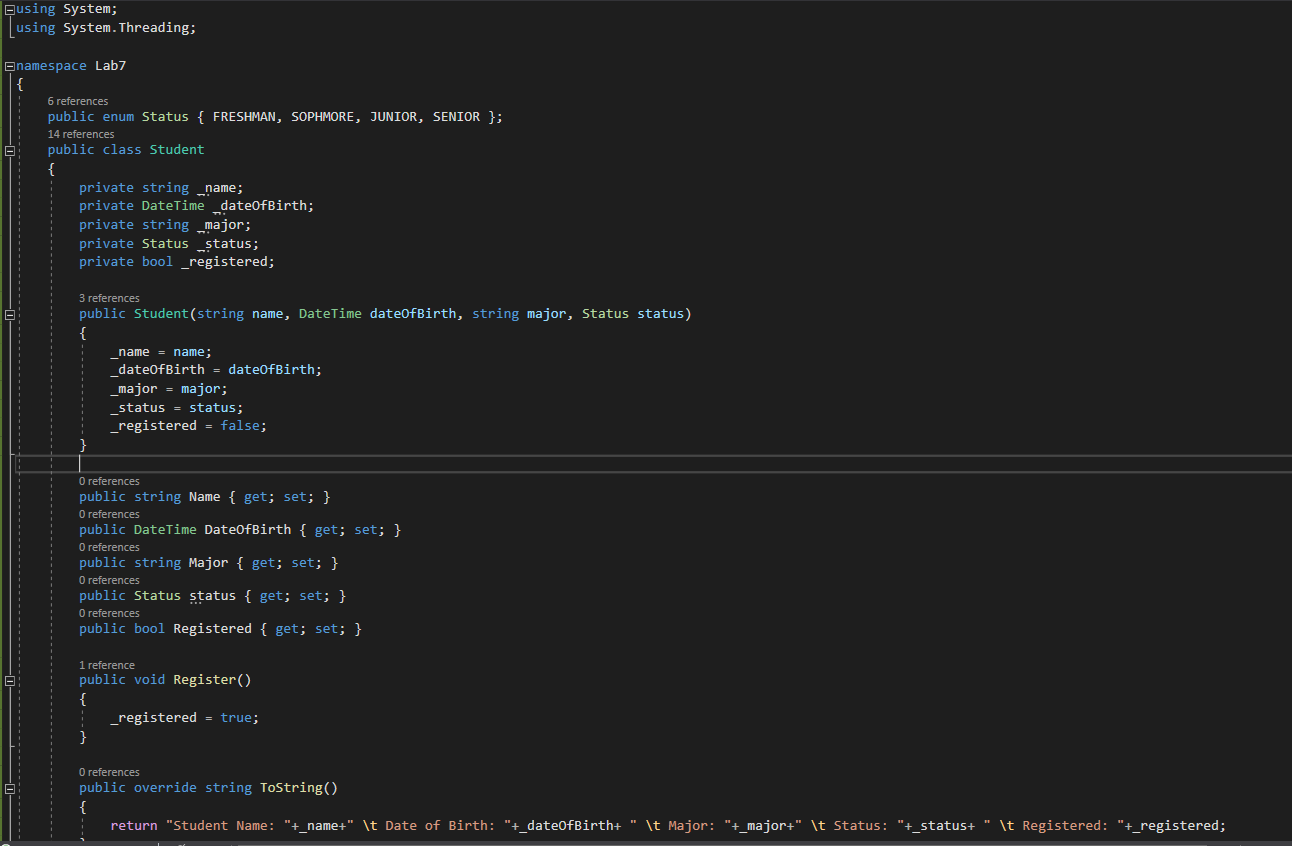 using System;
using System.Threading;
namespace Lab7
{
6 references
public enum Status { FRESHMAN, SOPHMORE, JUNIOR, SENIOR };
14 references
public class Student
{
private string _name;
private DateTime _dateOfBirth;
private string _major;
private Status _status;
private bool _registered;
3 references
public Student(string name, DateTime dateOfBirth, string major, Status status)
{
_name = name;
_dateOfBirth = dateOfBirth;
_major = major;
_status = status;
_registered = false;
}
0 references
public string Name { get; set; }
0 references
public DateTime DateOfBirth { get; set; }
0 references
public string Major { get; set; }
0 references
public Status status { get; set; }
0 references
public bool Registered { get; set; }
1 reference
public void Register()
{
_registered = true;
}
0 references
public override string ToString()
{
return "Student Name: "+_name+" \t Date of Birth: "+_dateOfBirth+ " \t Major: "+_major+" \t Status: "+_status+ " \t Registered: "+_registered;
}